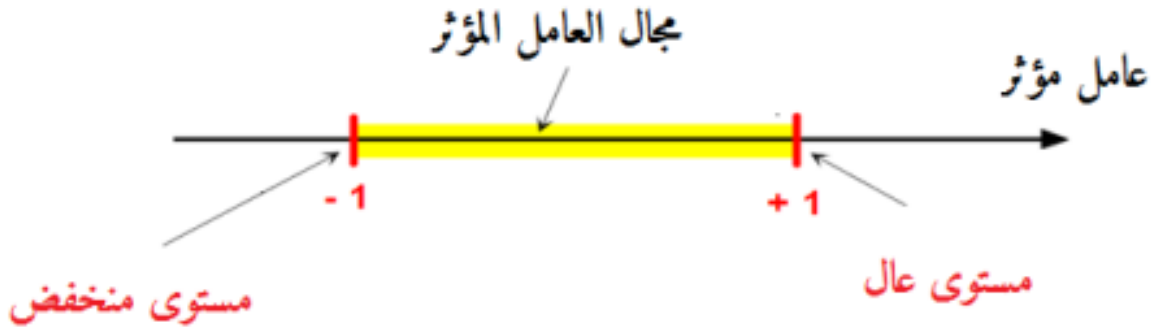 مجال العامل المؤثر
عامل مؤثر
- 1
+ 1
مستوى عال
مستوى منخفض